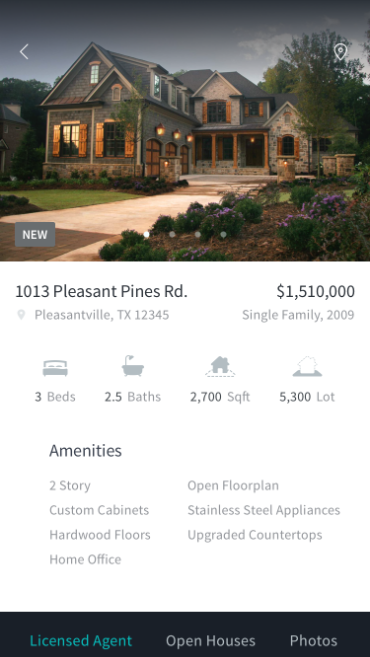 NEW
1013 Pleasant Pines Rd. $1,510,000
Pleasantville, TX 12345 Single Family, 2009
3 Beds 2.5 Baths 2,700 Sqft 5,300 Lot
Amenities
2 Story Open Floorplan
Custom Cabinets Stainless Steel Appliances
Hardwood Floors Upgraded Countertops
Home Office
Licensed Agent Open Houses Photos